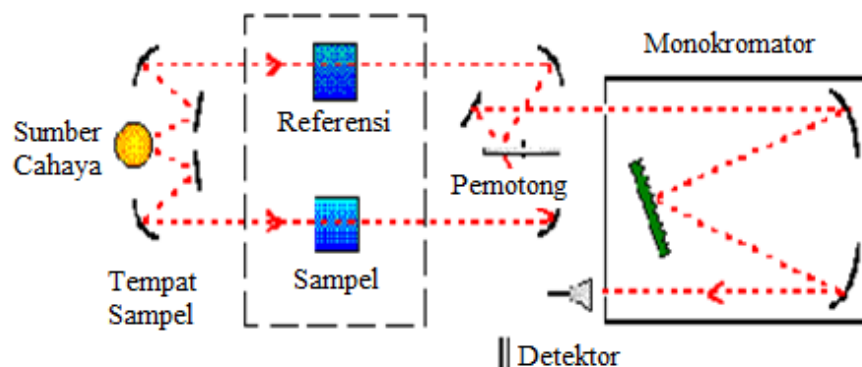 Monokromator
Sumber
Cahaya
Referensi
Pemotong
Tempat
Sampel
Sampel
Detektor